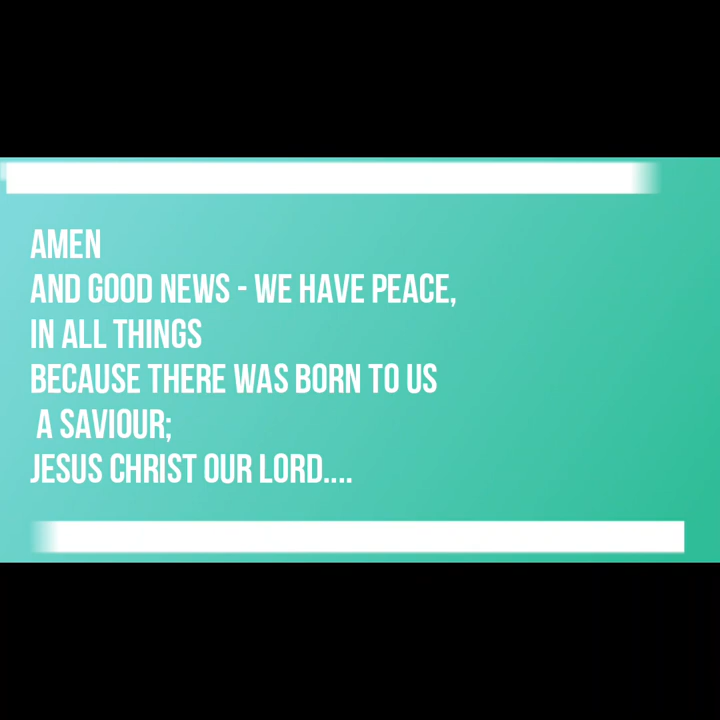 AMEN
AND GOOD NEWS - WE HAVE PEACE,
IN ALL THINGS
BECAUSE THERE WAS BORN TO US
A SAVIOUR;
JESUS CHRIST OUR LORD....